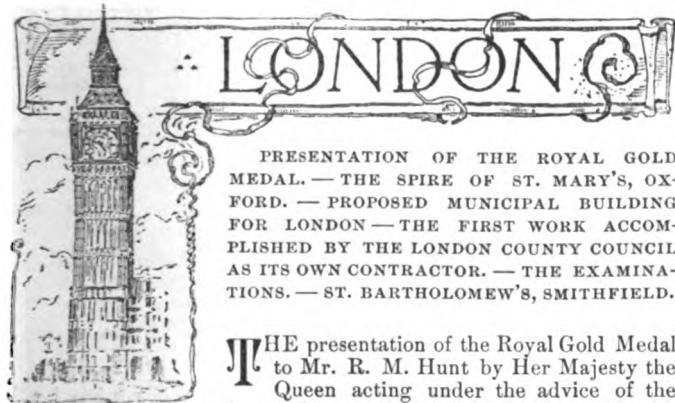 LONDON
PRESENTATION OF THE ROYAL GOLD
MEDAL. — THE SPIRE OF ST. MARY'S, OX-
FORD. — PROPOSED MUNICIPAL BUILDING
FOR LONDON — THE FIRST WORK ACCOM-
PLISHED BY THE LONDON COUNTY COUNCIL
AS ITS OWN CONTRACTOR. — THE EXAMINA-
TIONS. — ST. BARTHOLOMEW'S, SMITHFIELD.
THE presentation of the Royal Gold Medal
to Mr. R. M. Hunt by Her Majesty the
Queen acting under the advice of the